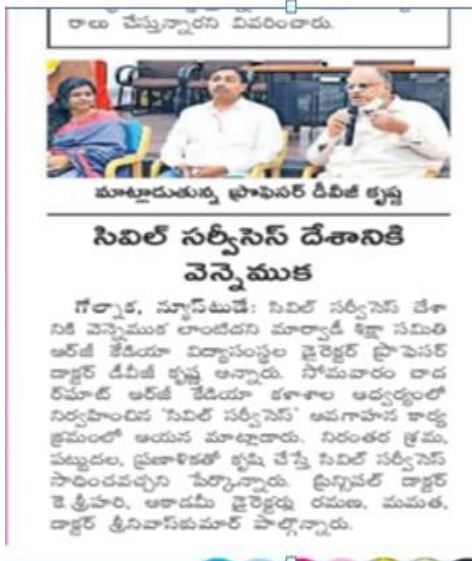 రాలు చేస్తున్నారని వివరించారు.
మాట్లాడుతున్న ప్రొఫెసర్ డీవీజీ కృష్ణ
సివిల్ సర్వీసెస్ దేశానికి
వెన్నెముక
గోల్నాక, న్యూస్‌టుడే: సివిల్ సర్వీసెస్ దేశా
నికి వెన్నెముక లాంటిదని మార్వాడీ శిక్షా సమితి
ఆర్‌జీ కేడియా విద్యాసంస్థల డైరెక్టర్ ప్రొఫెసర్
డాక్టర్ డీవీజీ కృష్ణ అన్నారు. సోమవారం చాద
ర్‌ఘాట్ ఆర్‌జీ కేడియా కళాశాల ఆధ్వర్యంలో
నిర్వహించిన 'సివిల్ సర్వీసెస్' అవగాహన కార్య
క్రమంలో ఆయన మాట్లాడారు. నిరంతర శ్రమ,
పట్టుదల, ప్రణాళికతో కృషి చేస్తే సివిల్ సర్వీసెస్
సాధించవచ్చని పేర్కొన్నారు. ప్రిన్సిపల్ డాక్టర్
కె.శ్రీహరి, అకాడమీ డైరెక్టర్లు రమణ, మమత,
డాక్టర్ శ్రీనివాస్‌కుమార్ పాల్గొన్నారు.